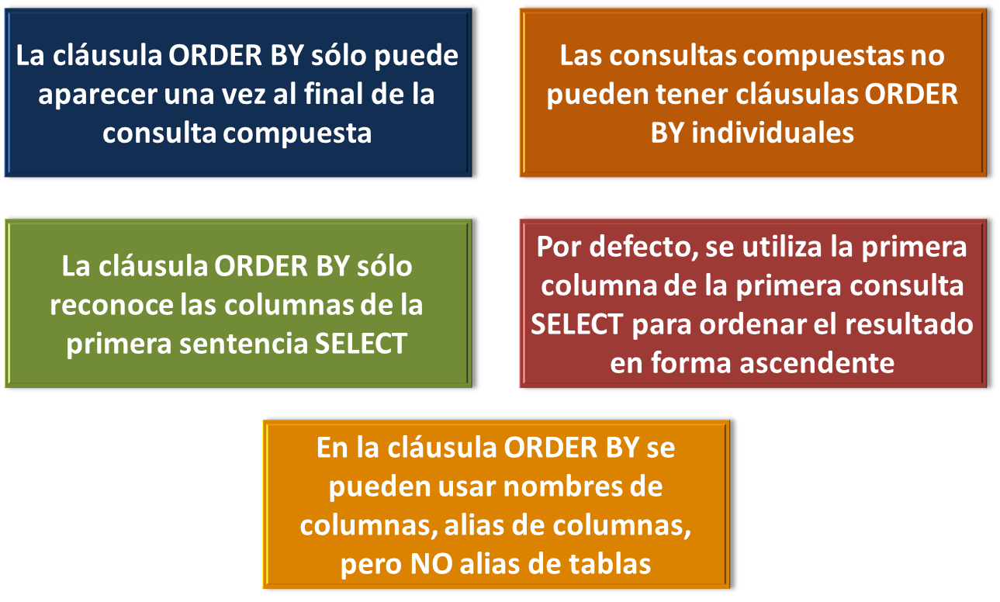 La cláusula ORDER BY sólo puede
aparecer una vez al final de la
consulta compuesta
Las consultas compuestas no
pueden tener cláusulas ORDER
BY individuales
La cláusula ORDER BY sólo
reconoce las columnas de la
primera sentencia SELECT
Por defecto, se utiliza la primera
columna de la primera consulta
SELECT para ordenar el resultado
en forma ascendente
En la cláusula ORDER BY se
pueden usar nombres de
columnas, alias de columnas,
pero NO alias de tablas